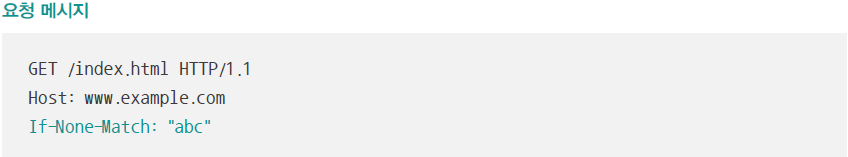 요청 메시지
GET /index.html HTTP/1.1
Host: www.example.com
If-None-Match: "abc"